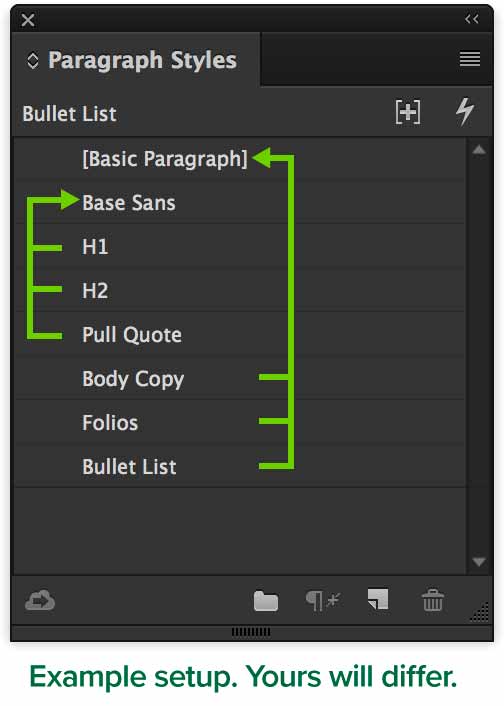 Paragraph Styles
Bullet List
[Basic Paragraph]
Base Sans
H1
H2
Pull Quote
Body Copy
Folios
Bullet List
Example setup. Yours will differ.